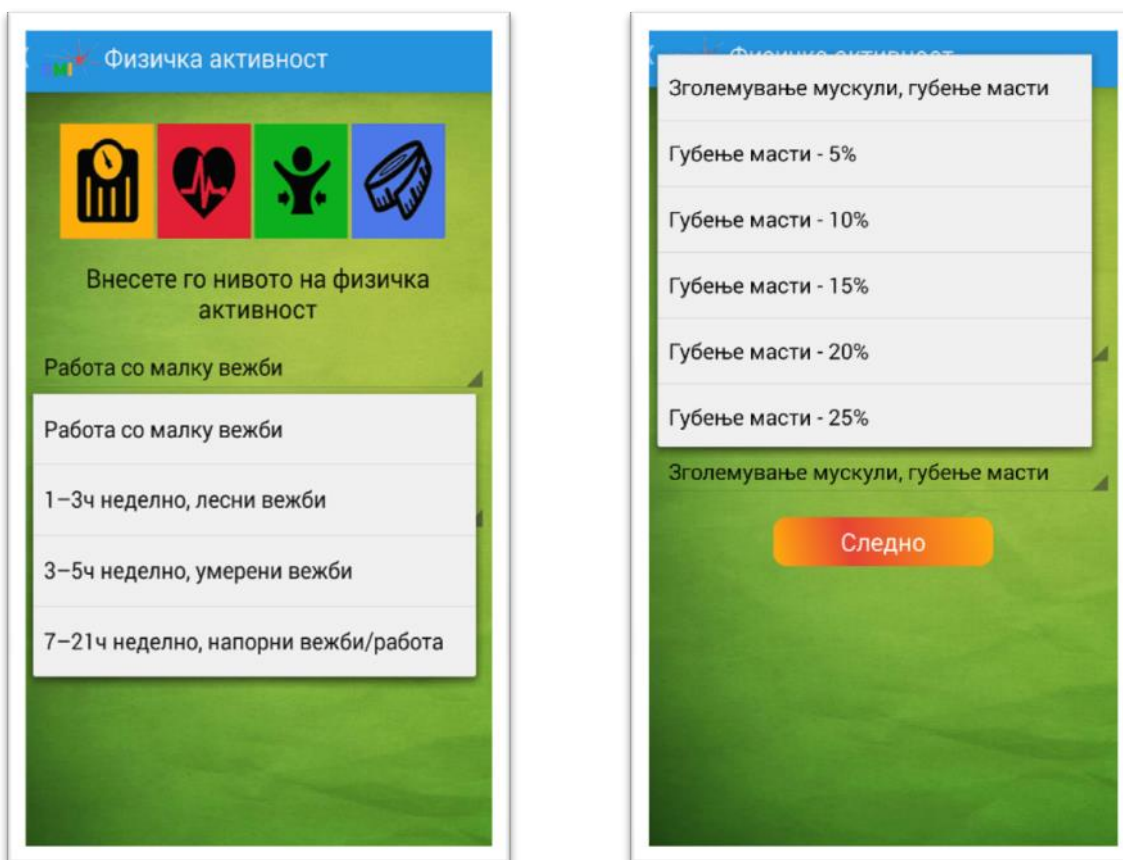 Физичка активност
Внесете го нивото на физичка
активност
Работа со малку вежби
Работа со малку вежби
1–3ч неделно, лесни вежби
3–5ч неделно, умерени вежби
7–21ч неделно, напорни вежби/работа
Физичка активност
Зголемување мускули, губење масти
Губење масти - 5%
Губење масти - 10%
Губење масти - 15%
Губење масти - 20%
Губење масти - 25%
Зголемување мускули, губење масти
Следно